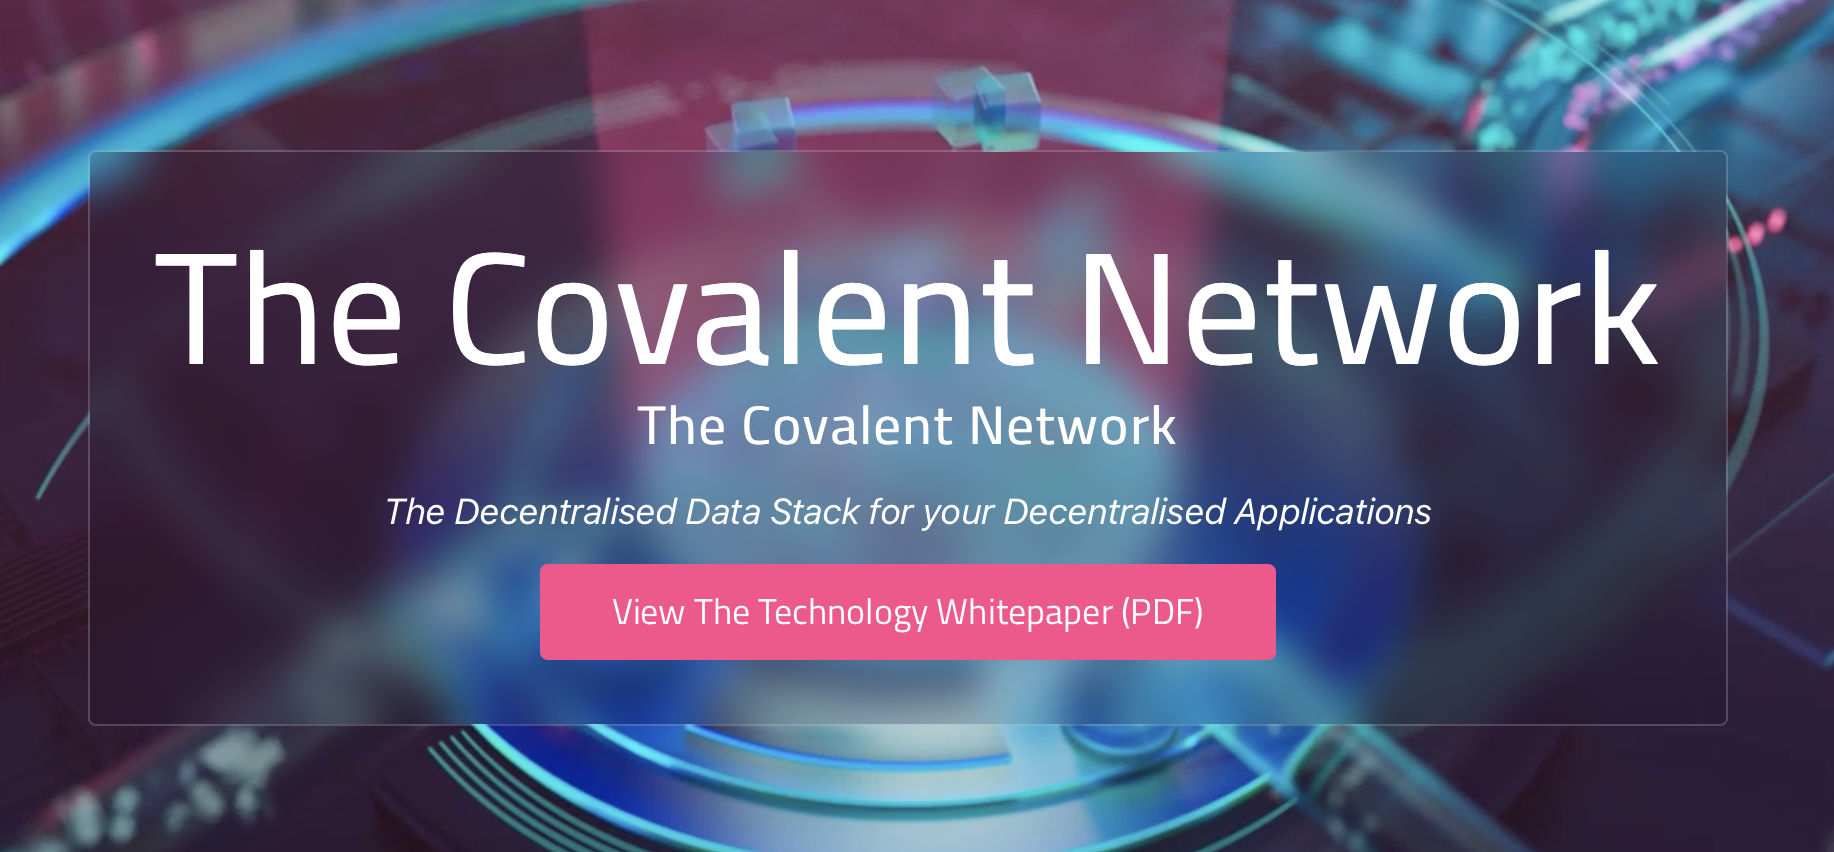 The Covalent Network
The Covalent Network
The Decentralised Data Stack for your Decentralised Applications
View The Technology Whitepaper (PDF)